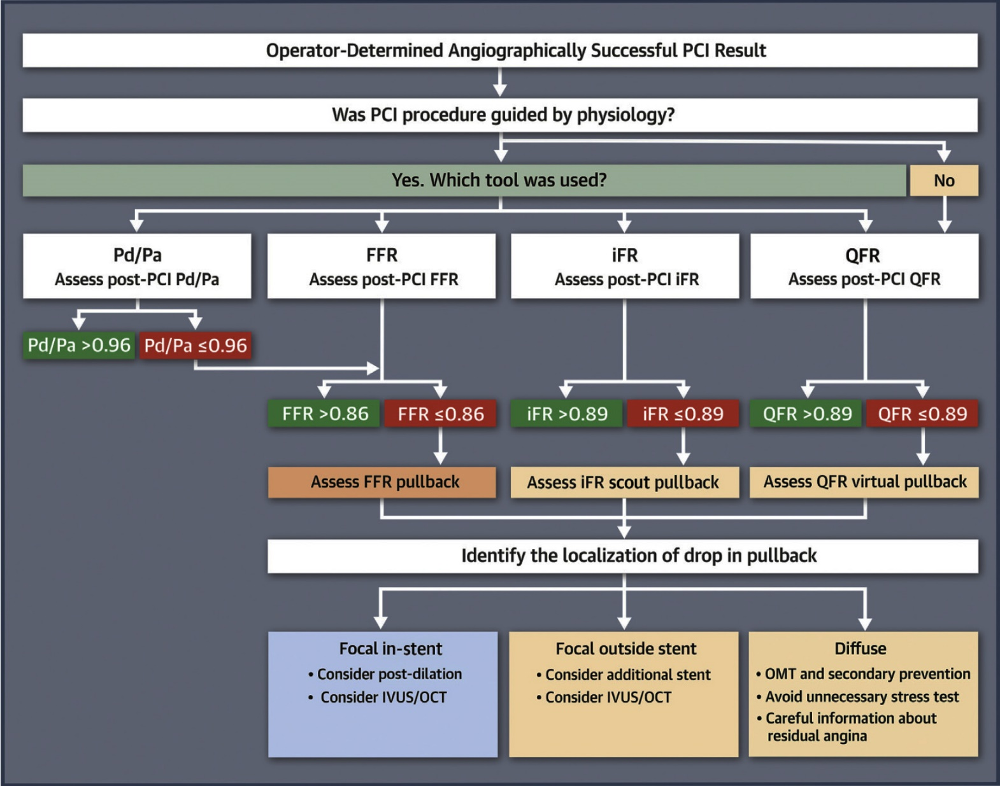 Operator-Determined Angiographically Successful PCI Result
Was PCI procedure guided by physiology?
Yes. Which tool was used?
No
Pd/Pa
Assess post-PCI Pd/Pa
FFR
Assess post-PCI FFR
iFR
Assess post-PCI iFR
QFR
Assess post-PCI QFR
Pd/Pa >0.96
Pd/Pa ≤0.96
FFR >0.86
FFR ≤0.86
iFR >0.89
iFR ≤0.89
QFR >0.89
QFR ≤0.89
Assess FFR pullback
Assess iFR scout pullback
Assess QFR virtual pullback
Identify the localization of drop in pullback
Focal in-stent
• Consider post-dilation
• Consider IVUS/OCT
Focal outside stent
• Consider additional stent
• Consider IVUS/OCT
Diffuse
• OMT and secondary prevention
• Avoid unnecessary stress test
• Careful information about
residual angina